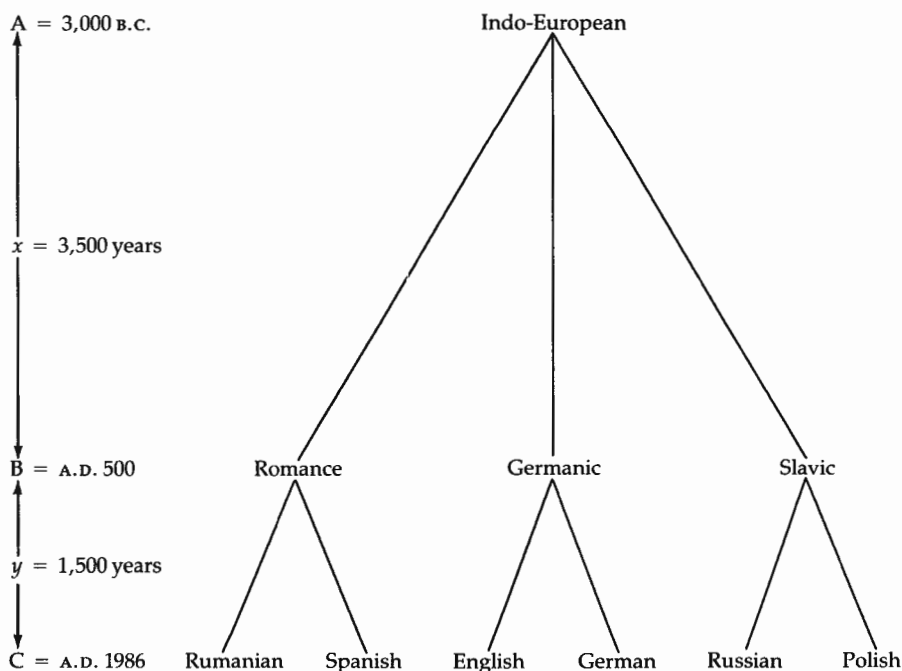 A = 3,000 B.C. Indo-European
x = 3,500 years
B = A.D. 500 Romance Germanic Slavic
y = 1,500 years
C = A.D. 1986 Rumanian Spanish English German Russian Polish